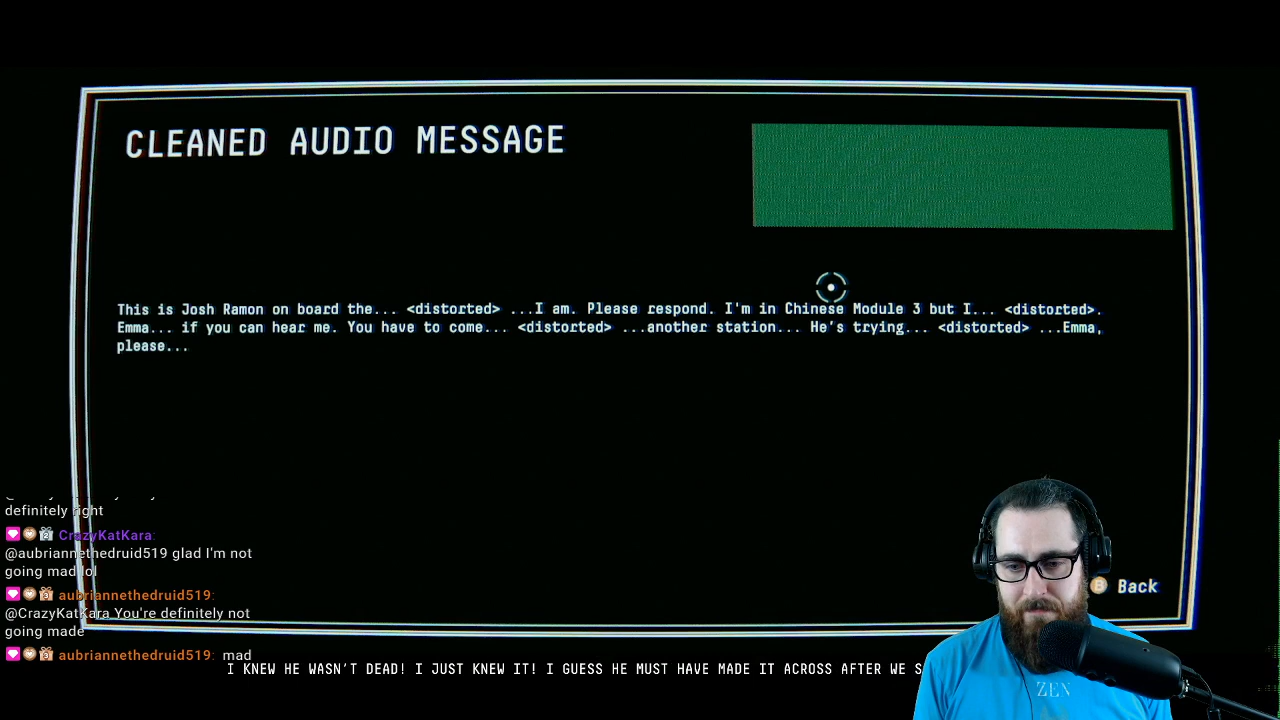 CLEANED AUDIO MESSAGE
This is Josh Ramon on board the... <distorted> ...I am. Please respond. I'm in Chinese Module 3 but I... <distorted>.
Emma... if you can hear me. You have to come... <distorted> ...another station... He's trying... <distorted> ...Emma,
please...
definitely right
CrazyKatKara:
@aubriannethedruid519 glad I'm not
going mad lol
aubriannethedruid519:
@CrazyKatKara You're definitely not
going made
aubriannethedruid519: mad
B Back
I KNEW HE WASN'T DEAD! I JUST KNEW IT! I GUESS HE MUST HAVE MADE IT ACROSS AFTER WE
ZEN